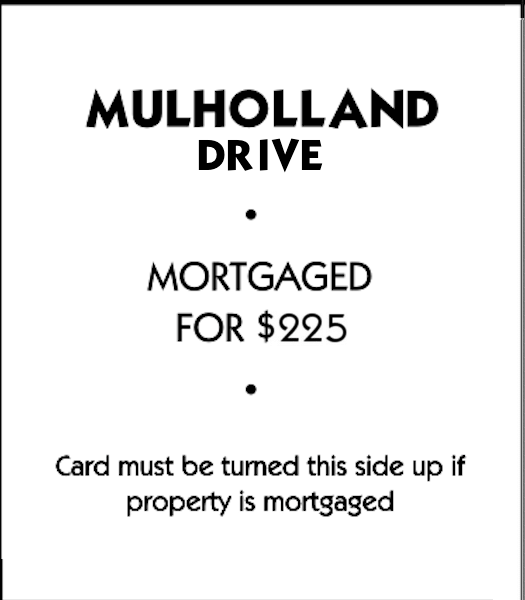 MULHOLLAND
DRIVE
•
MORTGAGED
FOR $225
•
Card must be turned this side up if
property is mortgaged